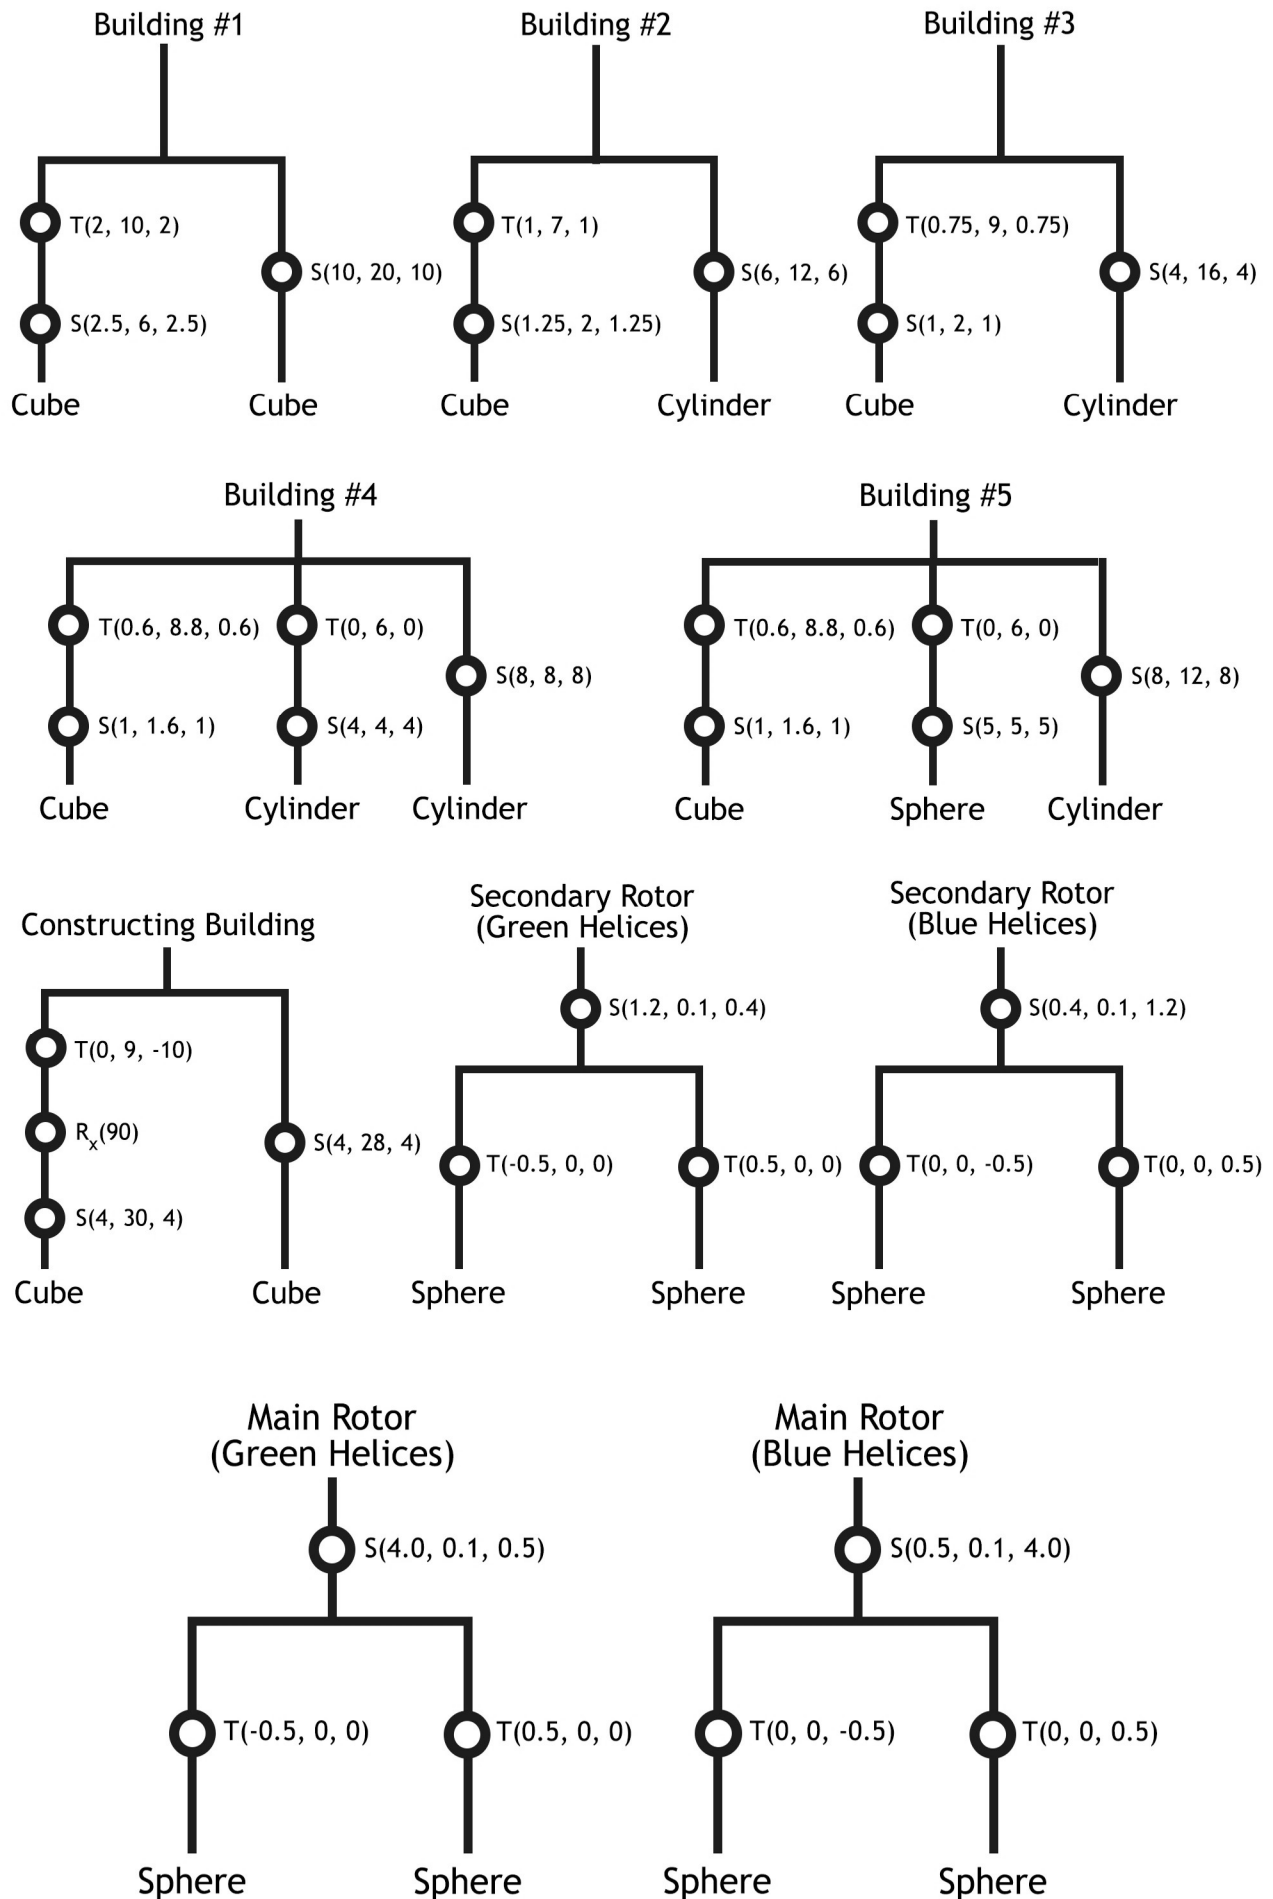 Building #1
Building #2
Building #3
T(2, 10, 2)
S(10, 20, 10)
S(2.5, 6, 2.5)
Cube
Cube
T(1, 7, 1)
S(6, 12, 6)
S(1.25, 2, 1.25)
Cube
Cylinder
T(0.75, 9, 0.75)
S(4, 16, 4)
S(1, 2, 1)
Cube
Cylinder
Building #4
Building #5
T(0.6, 8.8, 0.6)
T(0, 6, 0)
S(8, 8, 8)
S(1, 1.6, 1)
S(4, 4, 4)
Cube
Cylinder
Cylinder
T(0.6, 8.8, 0.6)
T(0, 6, 0)
S(8, 12, 8)
S(1, 1.6, 1)
S(5, 5, 5)
Cube
Sphere
Cylinder
Constructing Building
T(0, 9, -10)
Rx(90)
S(4, 28, 4)
S(4, 30, 4)
Cube
Cube
Secondary Rotor
(Green Helices)
S(1.2, 0.1, 0.4)
T(-0.5, 0, 0)
T(0.5, 0, 0)
Sphere
Sphere
Secondary Rotor
(Blue Helices)
S(0.4, 0.1, 1.2)
T(0, 0, -0.5)
T(0, 0, 0.5)
Sphere
Sphere
Main Rotor
(Green Helices)
S(4.0, 0.1, 0.5)
T(-0.5, 0, 0)
T(0.5, 0, 0)
Sphere
Sphere
Main Rotor
(Blue Helices)
S(0.5, 0.1, 4.0)
T(0, 0, -0.5)
T(0, 0, 0.5)
Sphere
Sphere